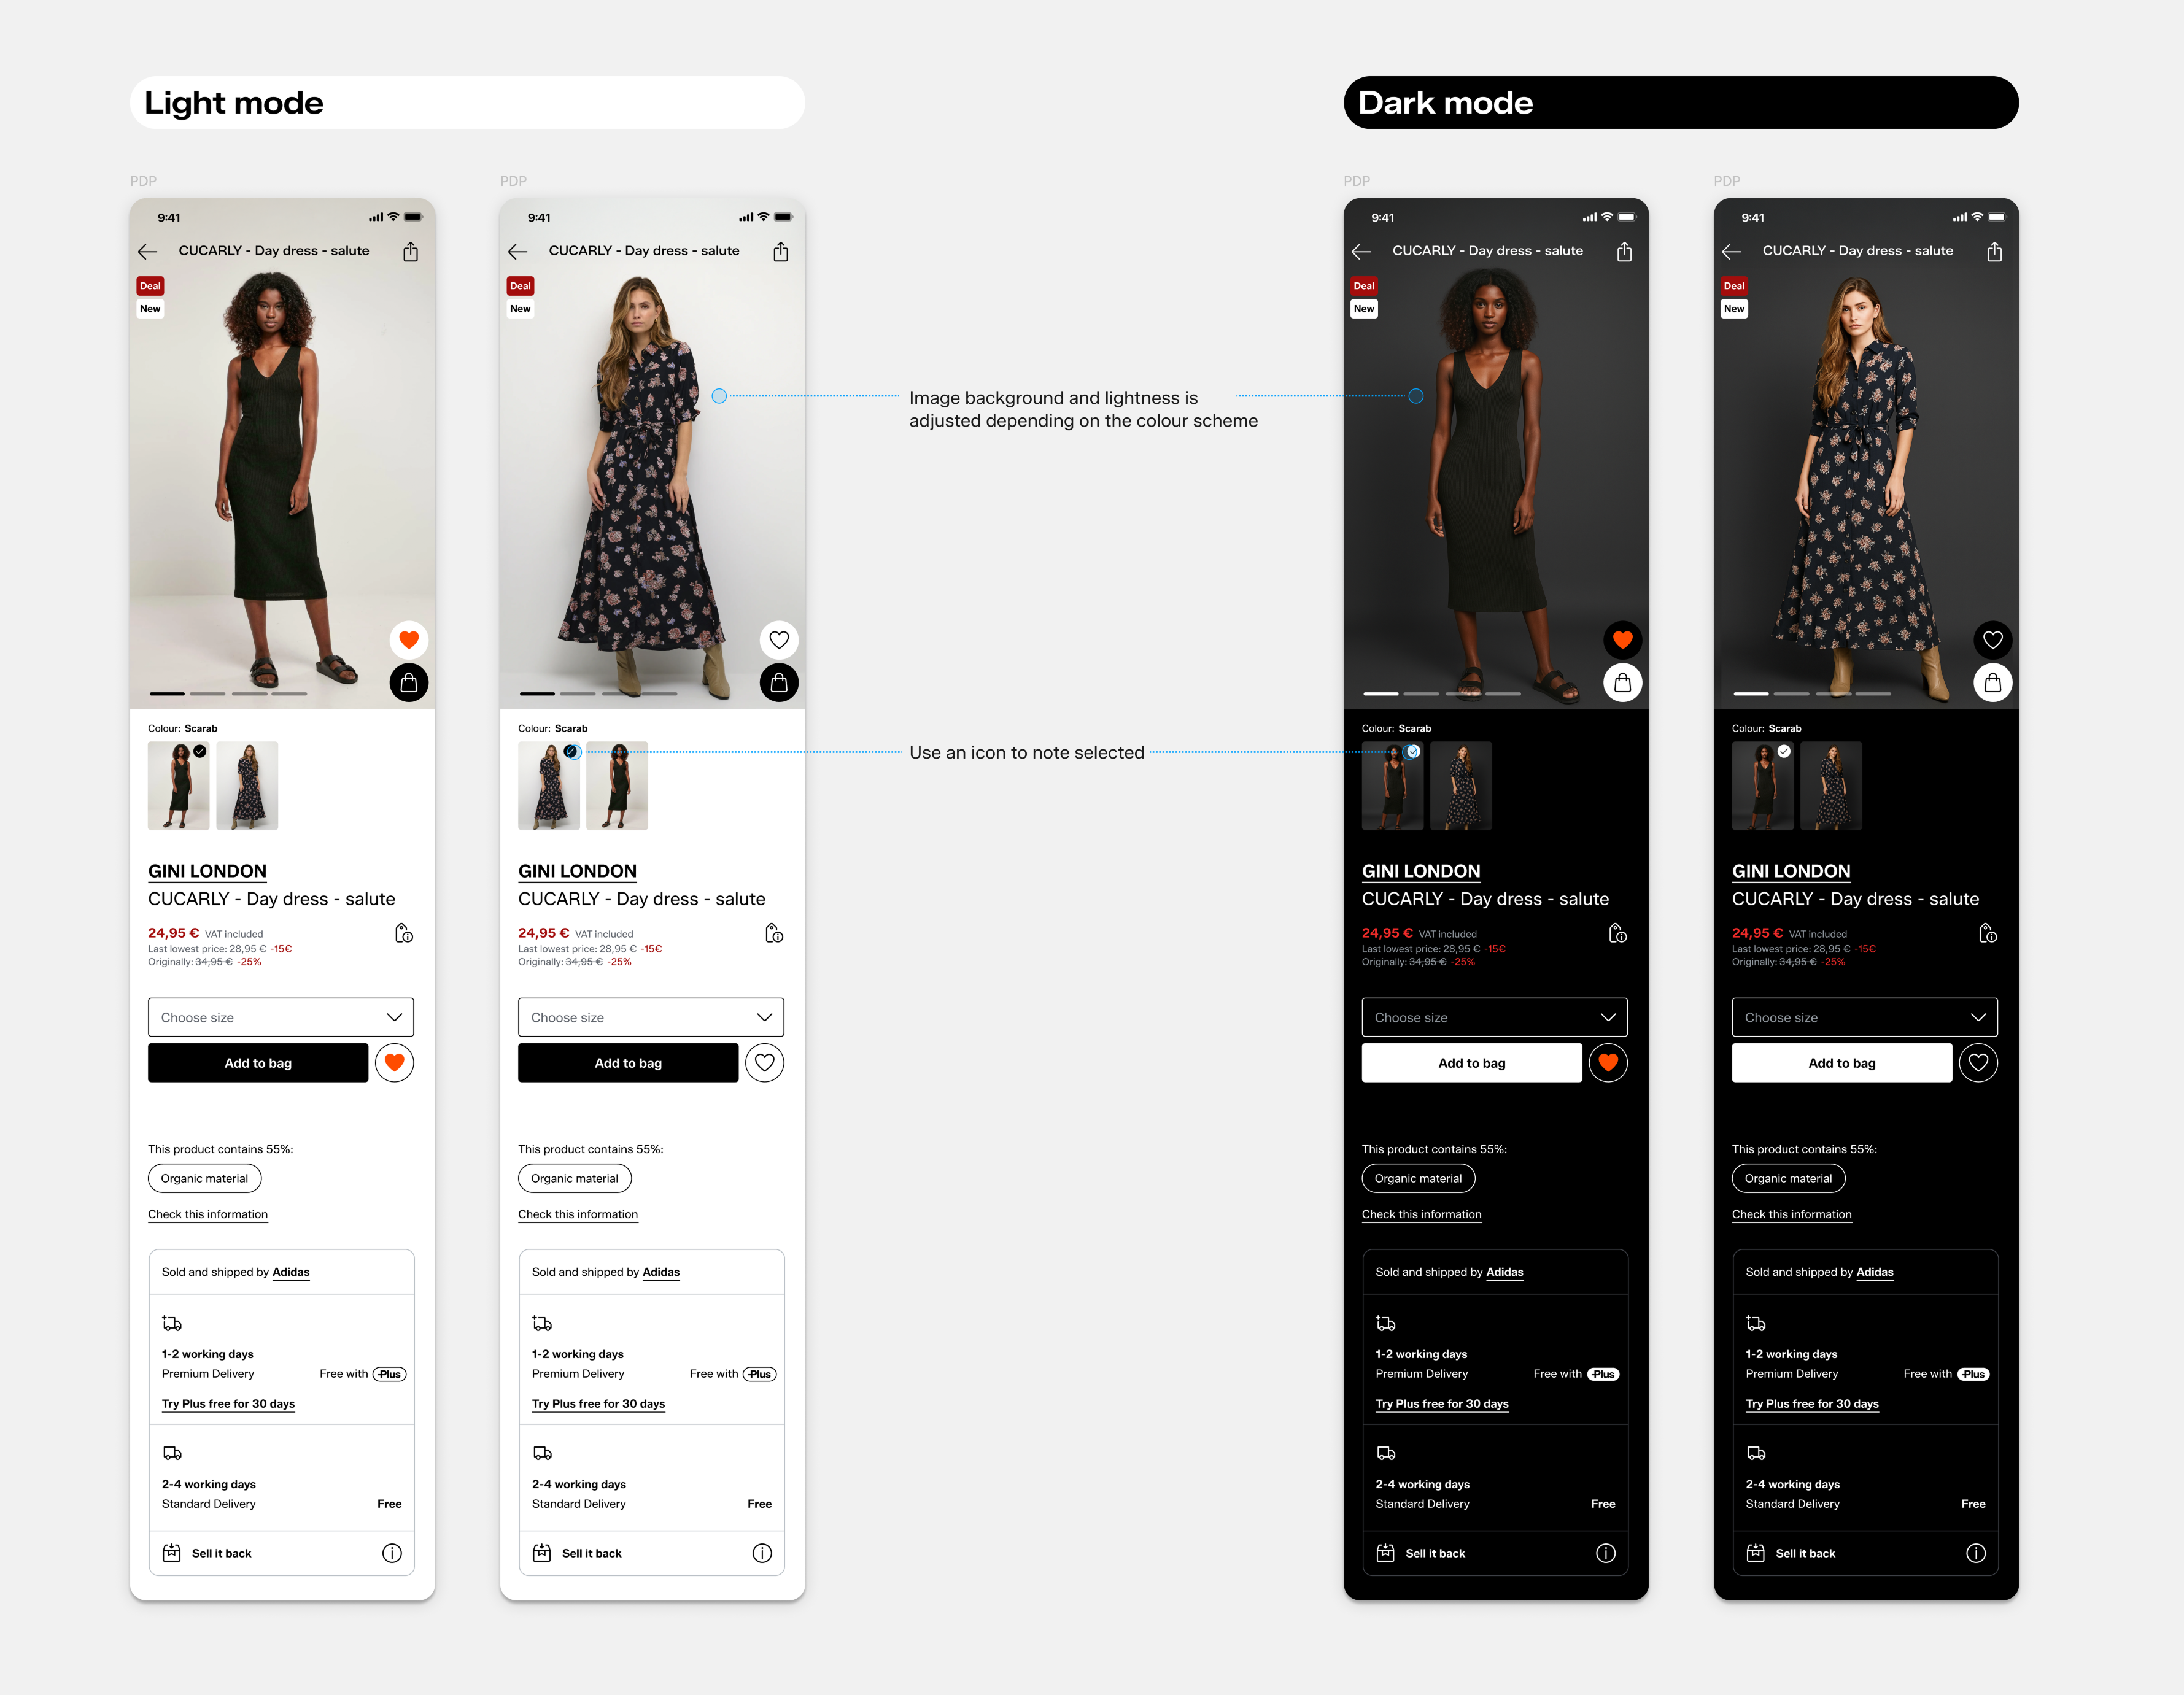 Light mode
Dark mode
PDP
PDP
PDP
PDP
9:41
CUCARLY - Day dress - salute
Deal
New
Colour: Scarab
GINI LONDON
CUCARLY - Day dress - salute
24,95 € VAT included
Last lowest price: 28,95 € -15€
Originally: 34,95 € -25%
Choose size
Add to bag
This product contains 55%:
Organic material
Check this information
Sold and shipped by Adidas
1-2 working days
Premium Delivery Free with Plus
Try Plus free for 30 days
2-4 working days
Standard Delivery Free
Sell it back
9:41
CUCARLY - Day dress - salute
Deal
New
Colour: Scarab
GINI LONDON
CUCARLY - Day dress - salute
24,95 € VAT included
Last lowest price: 28,95 € -15€
Originally: 34,95 € -25%
Choose size
Add to bag
This product contains 55%:
Organic material
Check this information
Sold and shipped by Adidas
1-2 working days
Premium Delivery Free with Plus
Try Plus free for 30 days
2-4 working days
Standard Delivery Free
Sell it back
Image background and lightness is
adjusted depending on the colour scheme
Use an icon to note selected
9:41
CUCARLY - Day dress - salute
Deal
New
Colour: Scarab
GINI LONDON
CUCARLY - Day dress - salute
24,95 € VAT included
Last lowest price: 28,95 € -15€
Originally: 34,95 € -25%
Choose size
Add to bag
This product contains 55%:
Organic material
Check this information
Sold and shipped by Adidas
1-2 working days
Premium Delivery Free with Plus
Try Plus free for 30 days
2-4 working days
Standard Delivery Free
Sell it back
9:41
CUCARLY - Day dress - salute
Deal
New
Colour: Scarab
GINI LONDON
CUCARLY - Day dress - salute
24,95 € VAT included
Last lowest price: 28,95 € -15€
Originally: 34,95 € -25%
Choose size
Add to bag
This product contains 55%:
Organic material
Check this information
Sold and shipped by Adidas
1-2 working days
Premium Delivery Free with Plus
Try Plus free for 30 days
2-4 working days
Standard Delivery Free
Sell it back